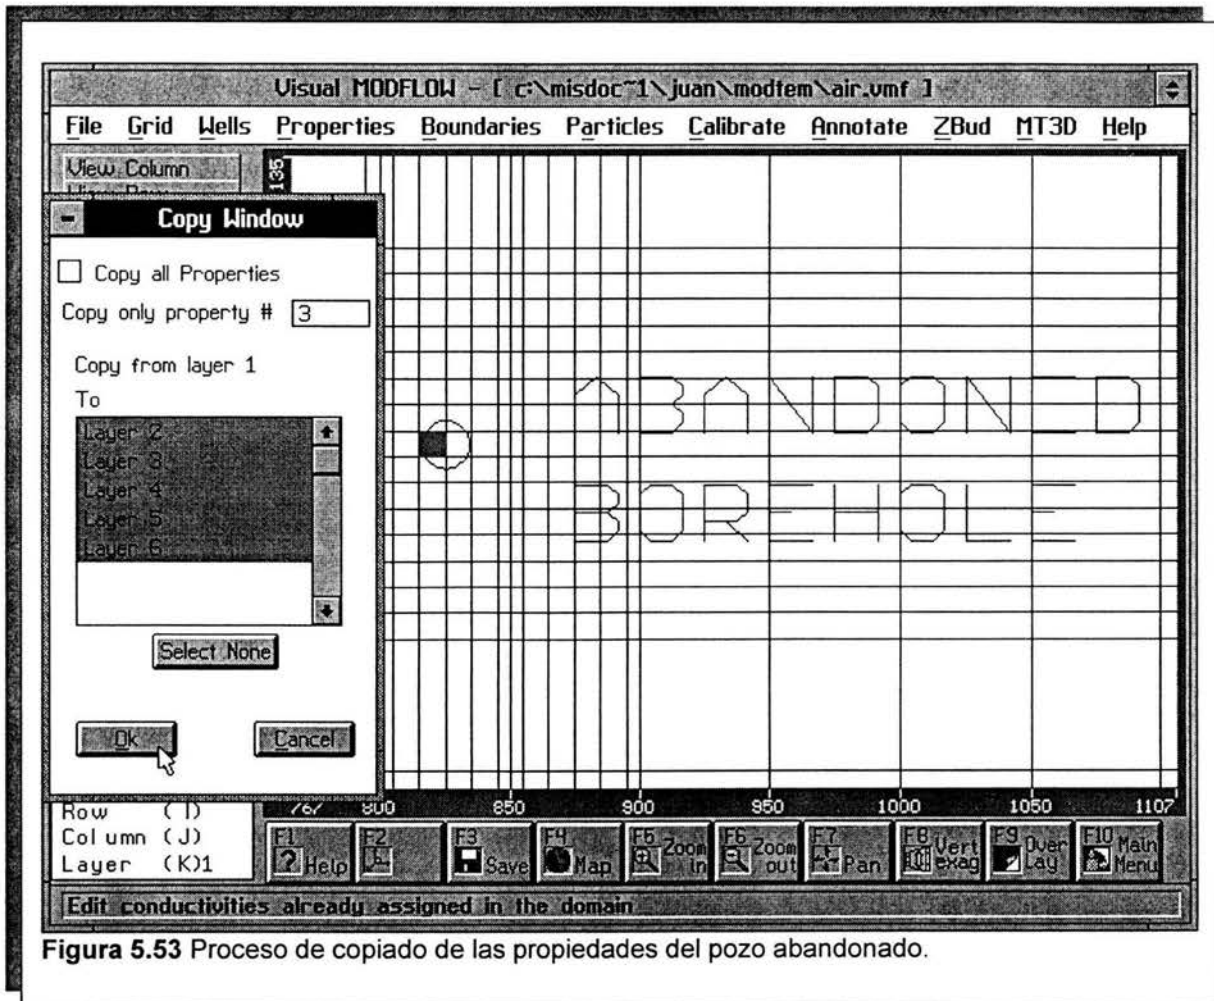 Visual MODFLOW - [ c:\misdoc~1\juan\modtem\air.vmf ]
File Grid Wells Properties Boundaries Particles Calibrate Annotate ZBud MT3D Help
View Column
135
Copy Window
Copy all Properties
Copy only property # 3
Copy from layer 1
To
Layer 2
Layer 3
Layer 4
Layer 5
Layer 6
Select None
Ok Cancel
ABANDONED
BOREHOLE
767 800 850 900 950 1000 1050 1107
Row (I)
Column (J)
Layer (K)1
F1 Help F2 F3 Save F4 Map F5 Zoom in F6 Zoom out F7 Pan F8 Vert exag F9 Over Lay F10 Main Menu
Edit conductivities already assigned in the domain
Figura 5.53 Proceso de copiado de las propiedades del pozo abandonado.